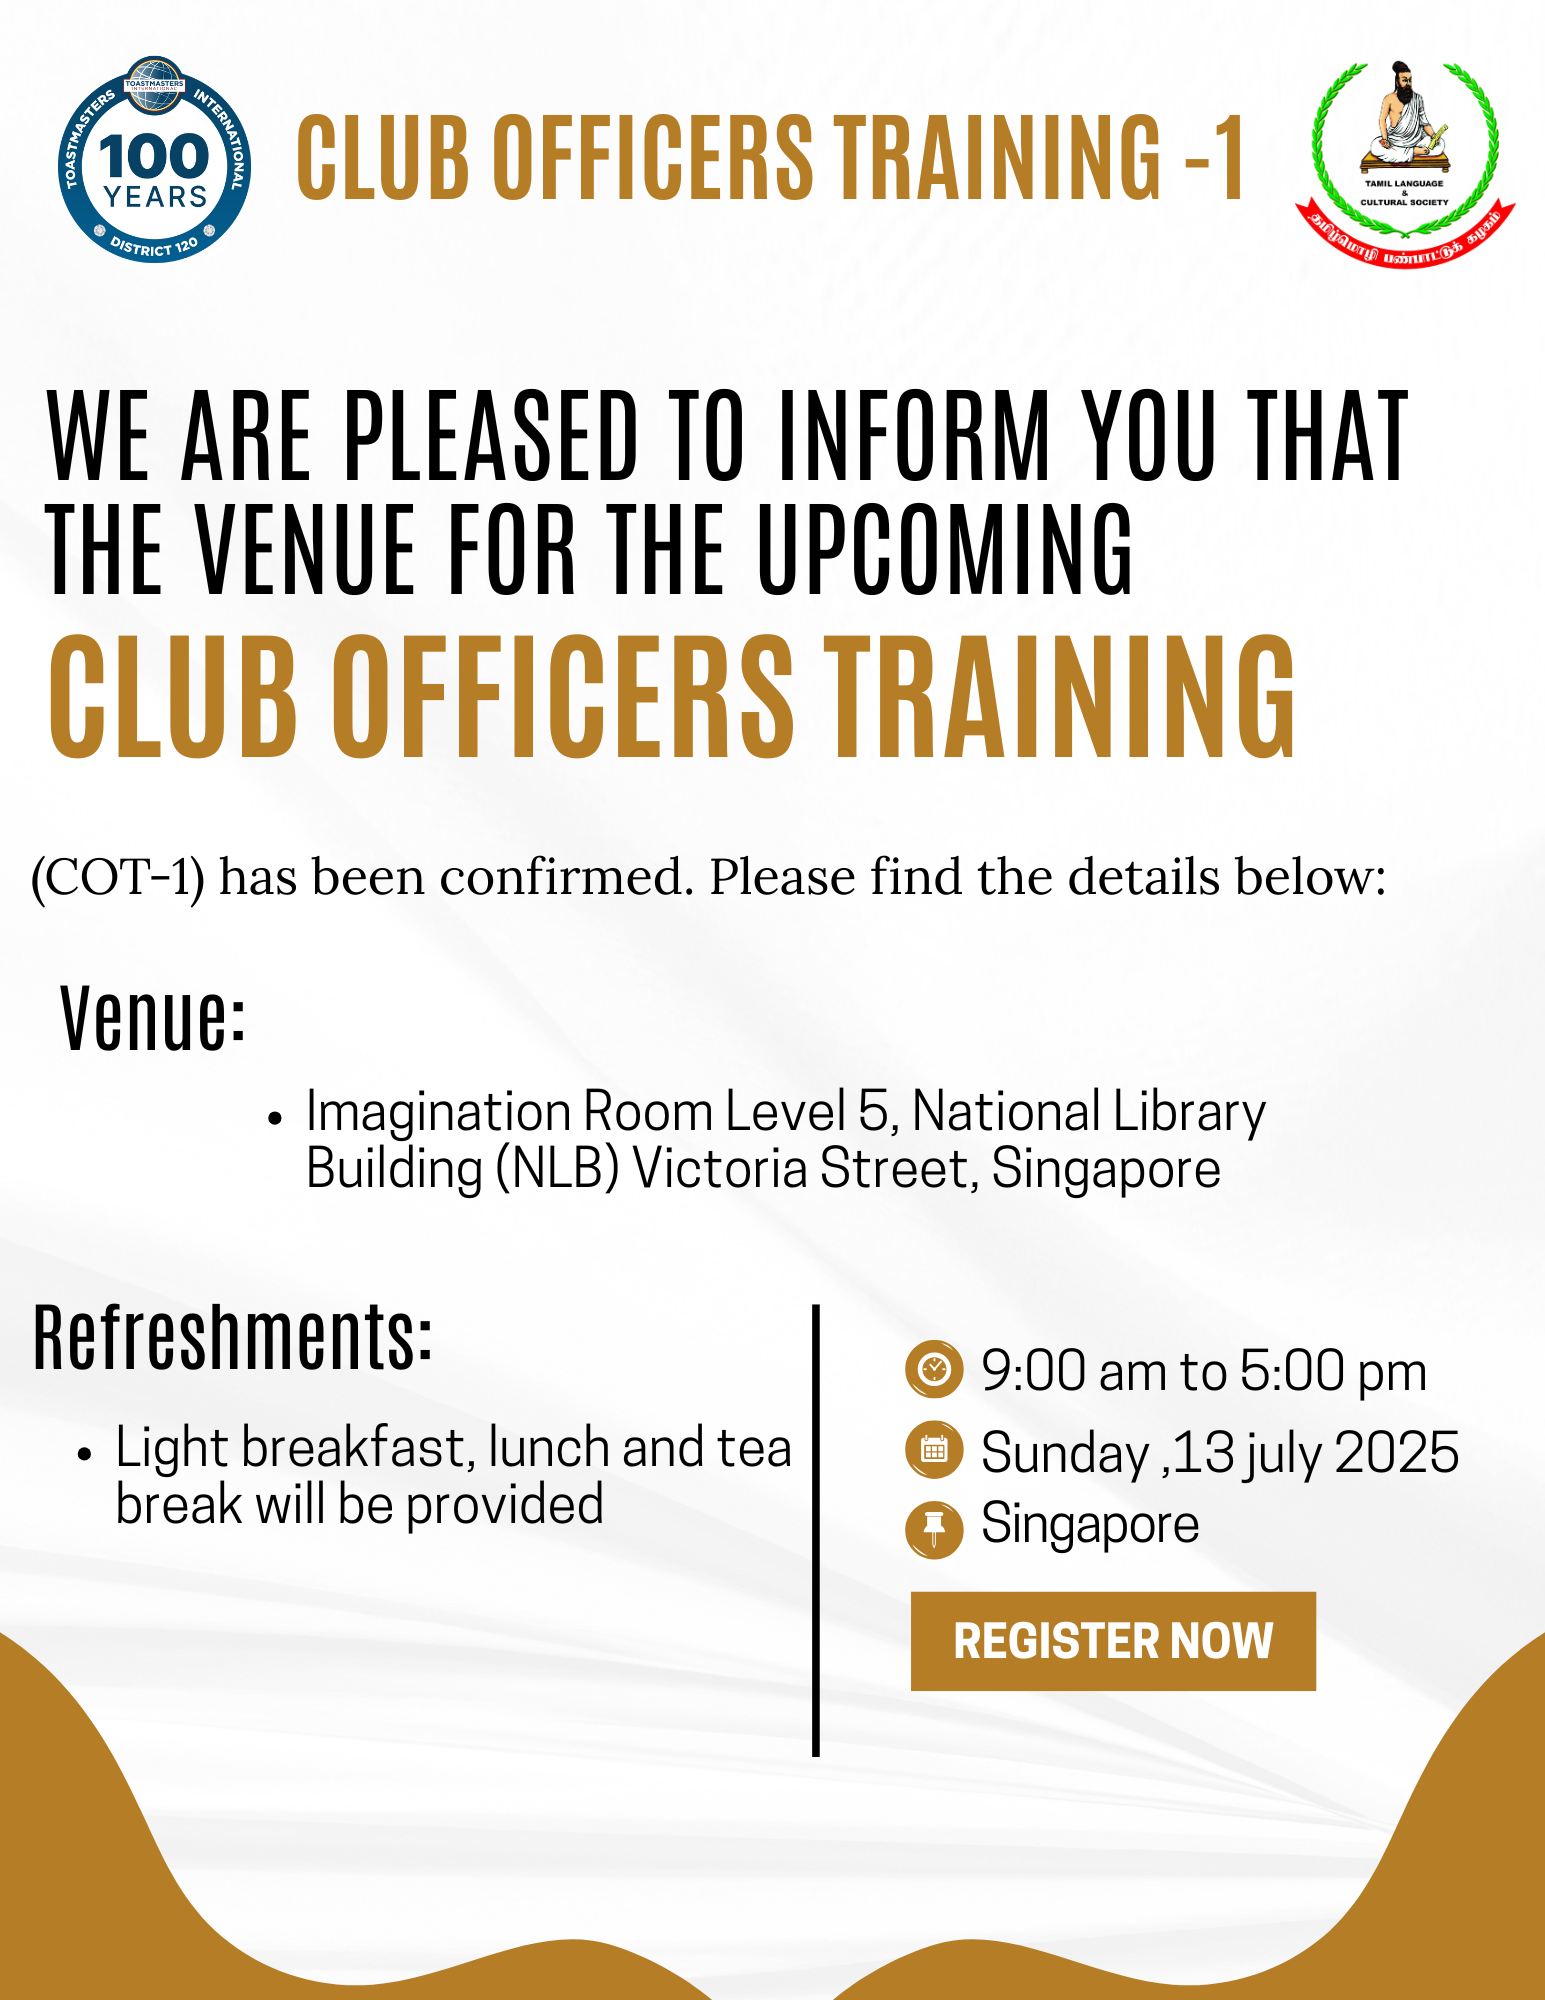 TOASTMASTERS INTERNATIONAL
TOASTMASTERS
INTERNATIONAL
100
YEARS
DISTRICT 120
CLUB OFFICERS TRAINING -1
TAMIL LANGUAGE
&
CULTURAL SOCIETY
தமிழ்மொழி பண்பாட்டுக் கழகம்
WE ARE PLEASED TO INFORM YOU THAT
THE VENUE FOR THE UPCOMING
CLUB OFFICERS TRAINING
(COT-1) has been confirmed. Please find the details below:
Venue:
• Imagination Room Level 5, National Library
Building (NLB) Victoria Street, Singapore
Refreshments:
• Light breakfast, lunch and tea
break will be provided
9:00 am to 5:00 pm
Sunday ,13 july 2025
Singapore
REGISTER NOW